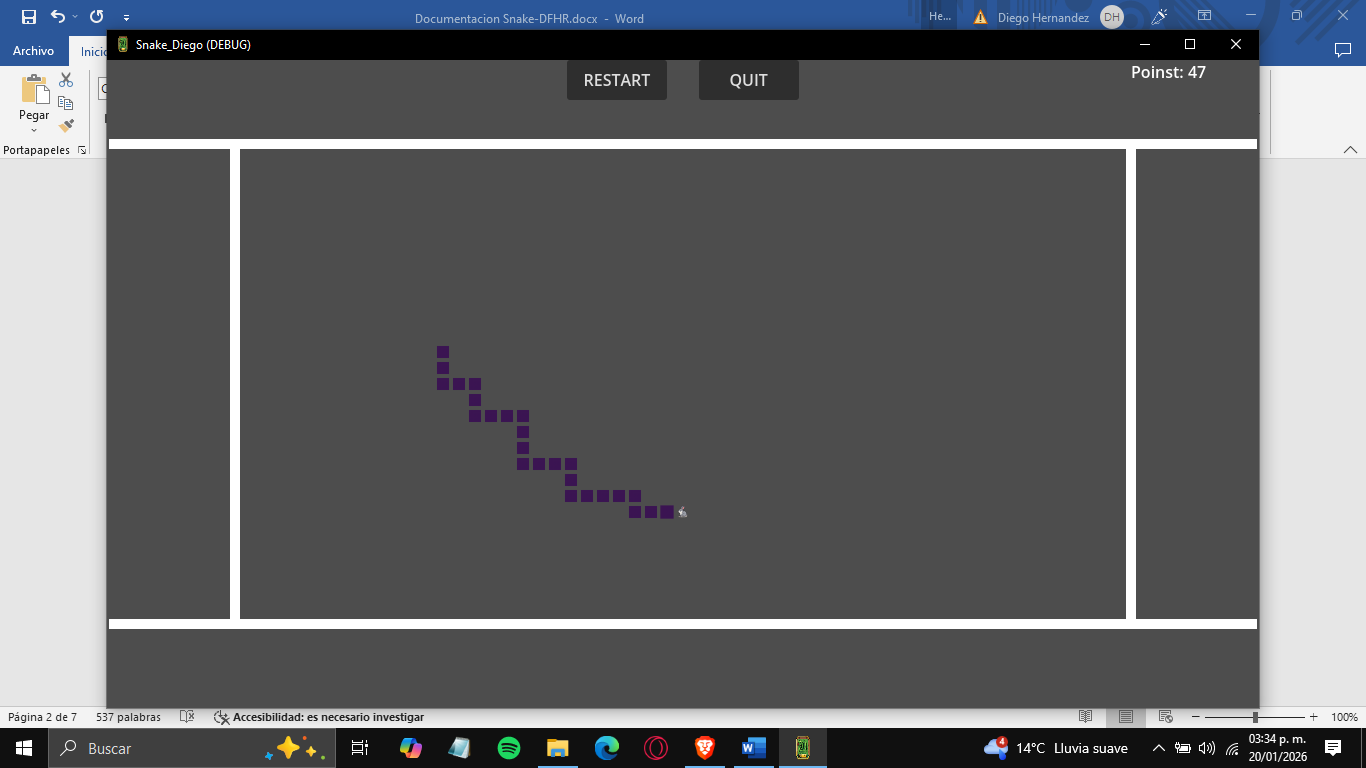 Documentacion Snake-DFHR.docx - Word
He...
Diego Hernandez
DH
Archivo
Inicio
Snake_Diego (DEBUG)
Pegar
Portapapeles
RESTART
QUIT
Poinst: 47
Página 2 de 7
537 palabras
Accesibilidad: es necesario investigar
100%
Buscar
4
14°C Lluvia suave
03:34 p. m.
20/01/2026